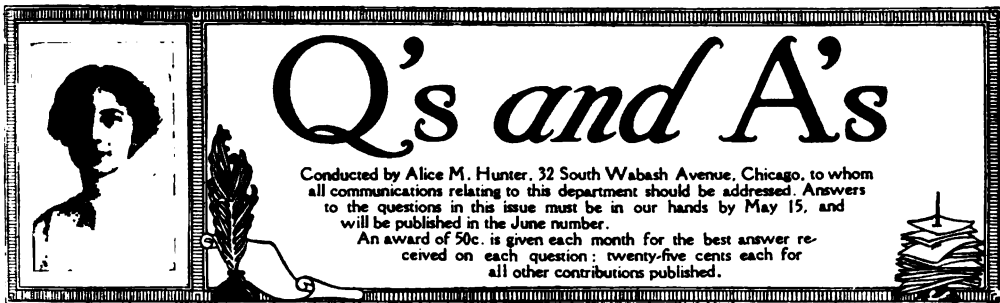 Q's and A's
Conducted by Alice M. Hunter, 32 South Wabash Avenue, Chicago, to whom
all communications relating to this department should be addressed. Answers
to the questions in this issue must be in our hands by May 15, and
will be published in the June number.
An award of 50c. is given each month for the best answer re-
ceived on each question : twenty-five cents each for
all other contributions published.